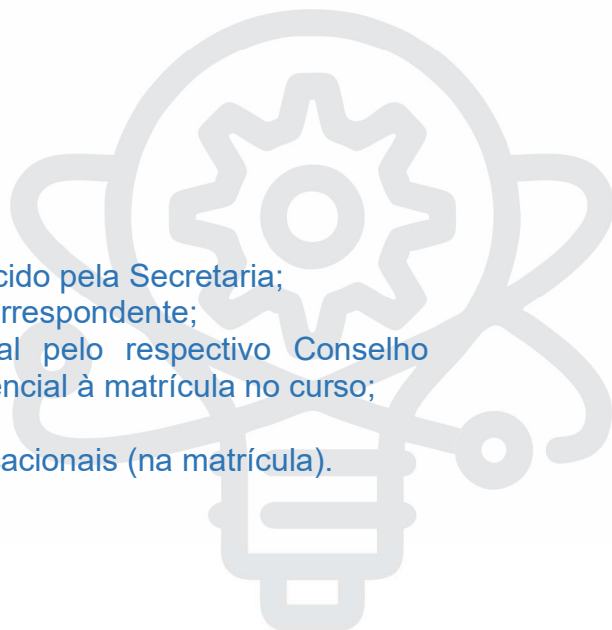 cido pela Secretaria;
rrespondente;
al pelo respectivo Conselho
encial à matrícula no curso;
acionais (na matrícula).